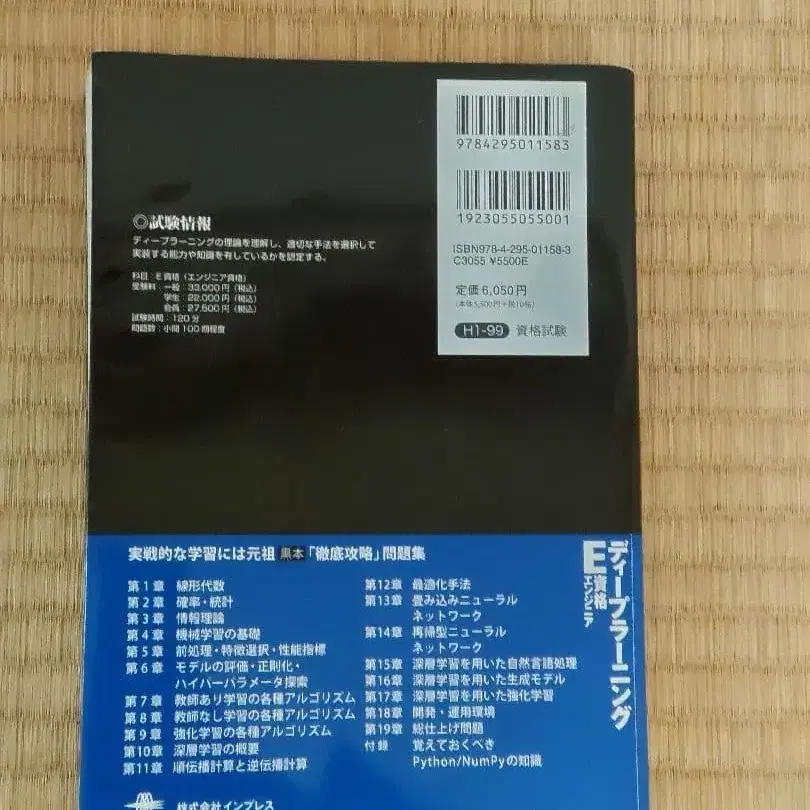 9784295011583
1923055055001
ISBN978-4-295-01158-3
C3055 ¥5500E
定価6,050円
(本体5,500円+税10%)
H1-99 資格試験
◎試験情報
ディープラーニングの理論を理解し、適切な手法を選択して
実装する能力や知識を有しているかを認定する。
科目:E資格(エンジニア資格)
受験料:一般:33,000円(税込)
学生:22,000円(税込)
会員:27,500円(税込)
試験時間:120分
問題数:小問100問程度
実戦的な学習には元祖 黒本「徹底攻略」問題集
第1章 線形代数
第2章 確率・統計
第3章 情報理論
第4章 機械学習の基礎
第5章 前処理・特徴選択・性能指標
第6章 モデルの評価・正則化・
ハイパーパラメータ探索
第7章 教師あり学習の各種アルゴリズム
第8章 教師なし学習の各種アルゴリズム
第9章 強化学習の各種アルゴリズム
第10章 深層学習の概要
第11章 順伝播計算と逆伝播計算
第12章 最適化手法
第13章 畳み込みニューラル
ネットワーク
第14章 再帰型ニューラル
ネットワーク
第15章 深層学習を用いた自然言語処理
第16章 深層学習を用いた生成モデル
第17章 深層学習を用いた強化学習
第18章 開発・運用環境
第19章 総仕上げ問題
付録 覚えておくべき
Python/NumPyの知識
ディープラーニング
E資格
エンジニア
株式会社インプレス